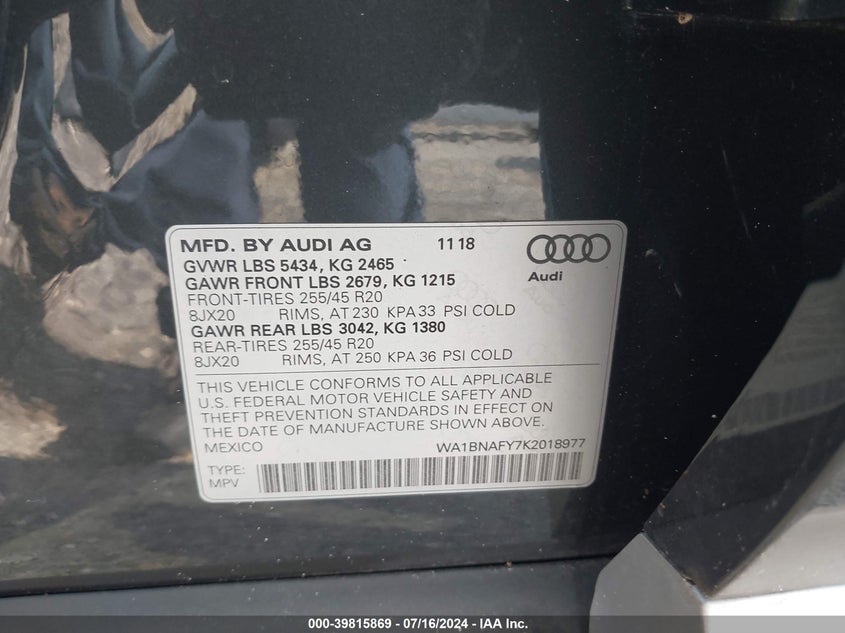 MFD. BY AUDI AG 11 18
GVWR LBS 5434, KG 2465
GAWR FRONT LBS 2679, KG 1215
Audi
FRONT-TIRES 255/45 R20
8JX20 RIMS, AT 230 KPA 33 PSI COLD
GAWR REAR LBS 3042, KG 1380
REAR-TIRES 255/45 R20
8JX20 RIMS, AT 250 KPA 36 PSI COLD
THIS VEHICLE CONFORMS TO ALL APPLICABLE
U.S. FEDERAL MOTOR VEHICLE SAFETY AND
THEFT PREVENTION STANDARDS IN EFFECT ON
THE DATE OF MANUFACTURE SHOWN ABOVE.
MEXICO WA1BNAFY7K2018977
TYPE:
MPV
000-39815869 - 07/16/2024 - © IAA Inc.